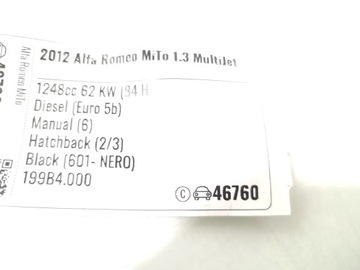 2012 Alfa Romeo MiTo 1.3 MultiJet
1248cc 62 KW (84 H
Diesel (Euro 5b)
Manual (6)
Hatchback (2/3)
Black (601- NERO)
199B4.000
© 46760
Alfa Romeo MiTo